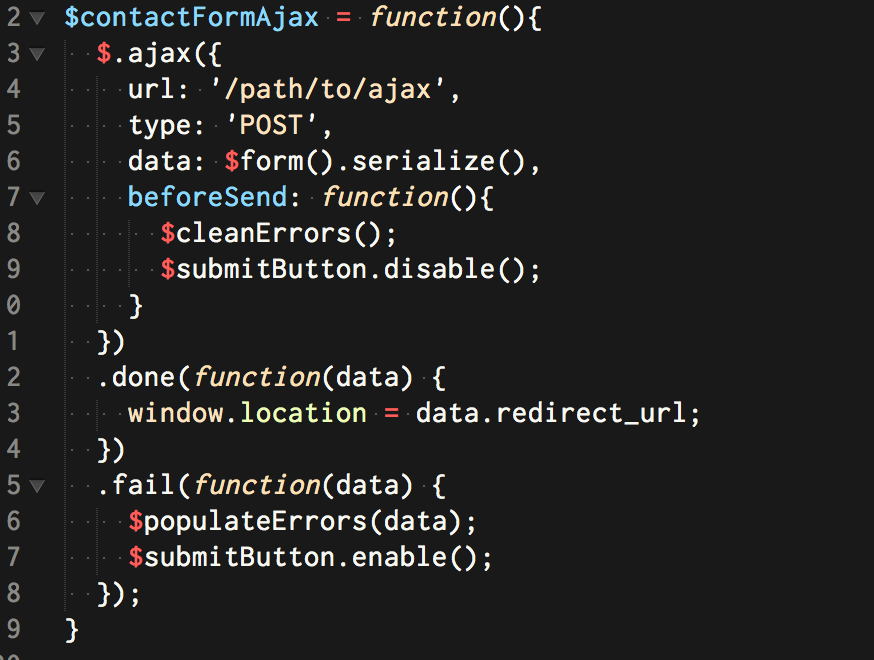 2 $contactFormAjax = function(){
3 $.ajax({
4 url: '/path/to/ajax',
5 type: 'POST',
6 data: $form().serialize(),
7 beforeSend: function(){
8 $cleanErrors();
9 $submitButton.disable();
0 }
1 })
2 .done(function(data) {
3 window.location = data.redirect_url;
4 })
5 .fail(function(data) {
6 $populateErrors(data);
7 $submitButton.enable();
8 });
9 }